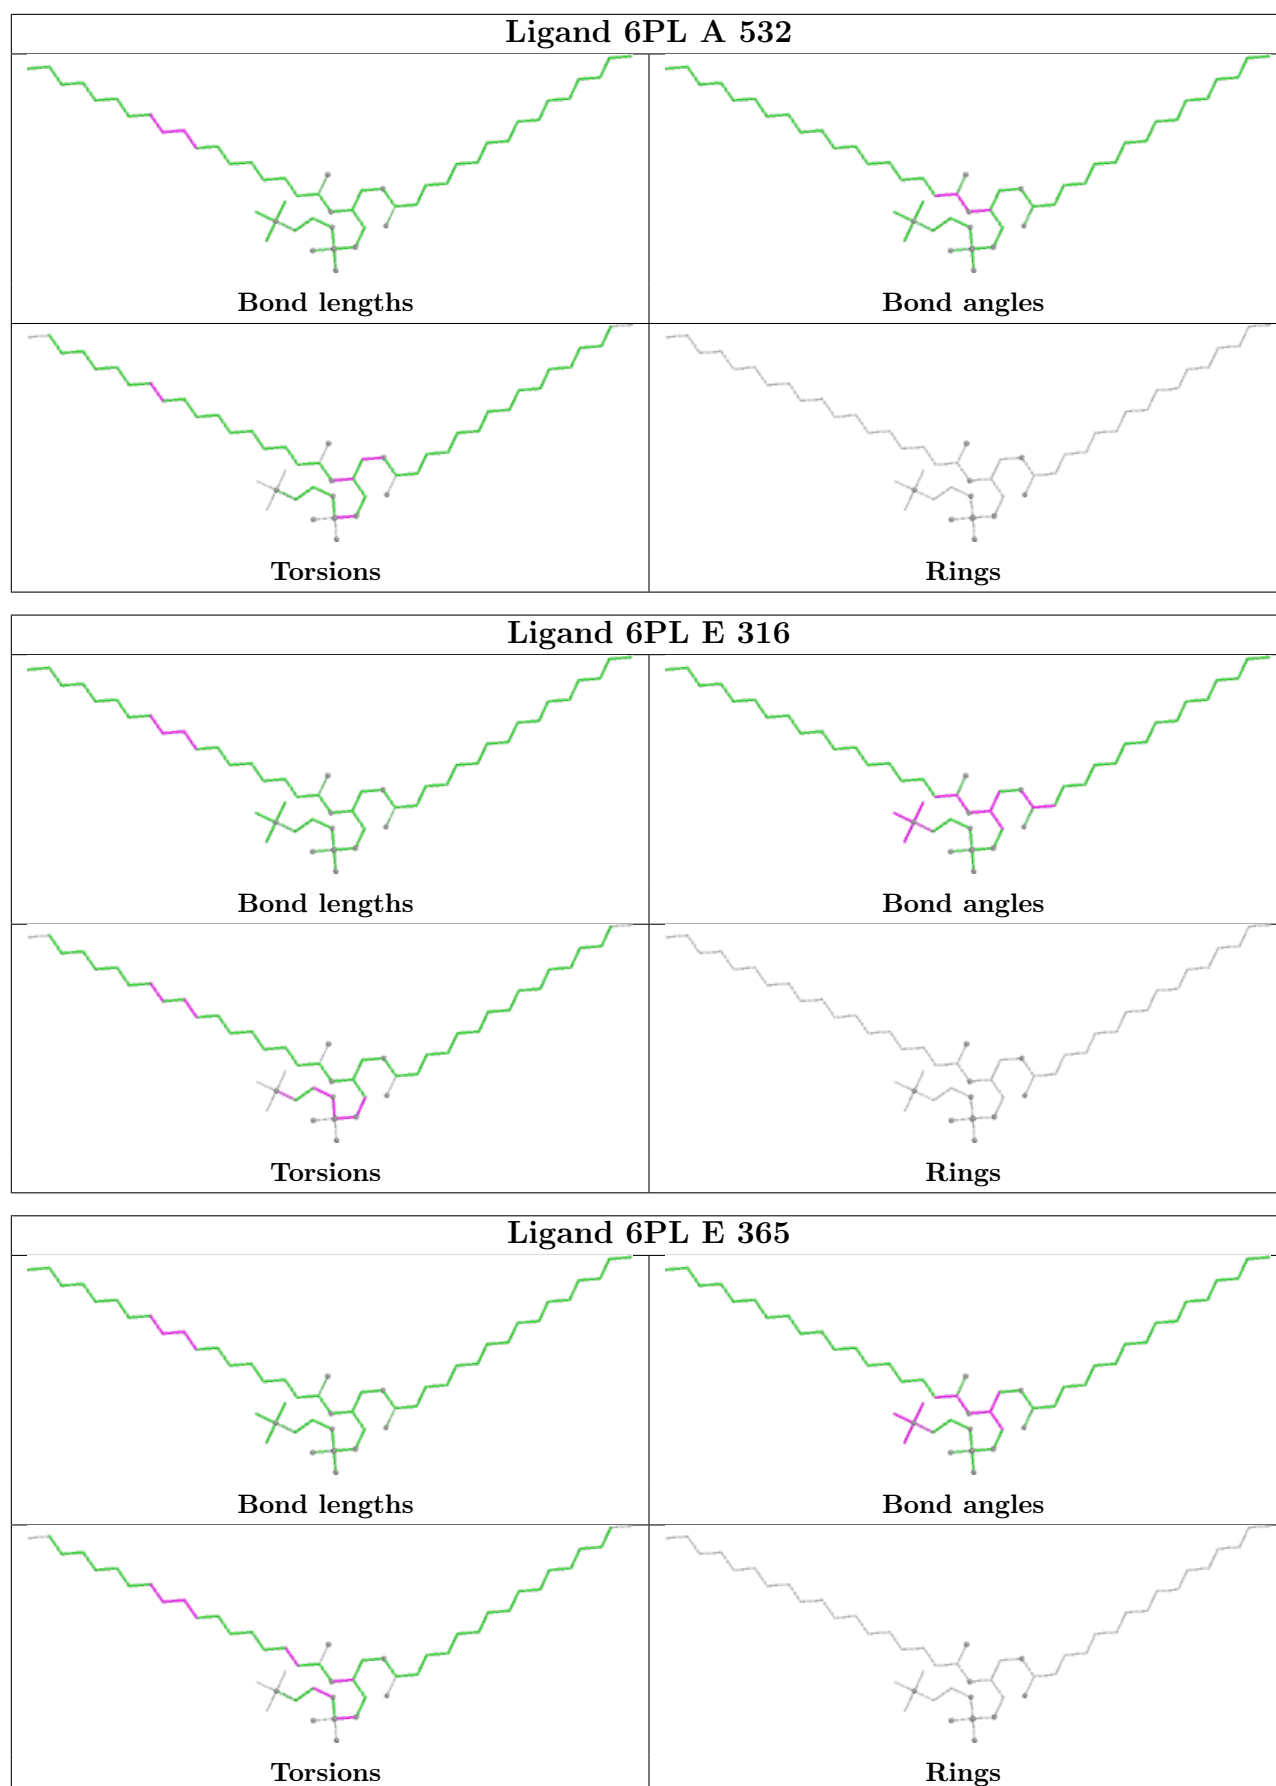 Ligand 6PL A 532
Bond lengths
Bond angles
Torsions
Rings
Ligand 6PL E 316
Bond lengths
Bond angles
Torsions
Rings
Ligand 6PL E 365
Bond lengths
Bond angles
Torsions
Rings